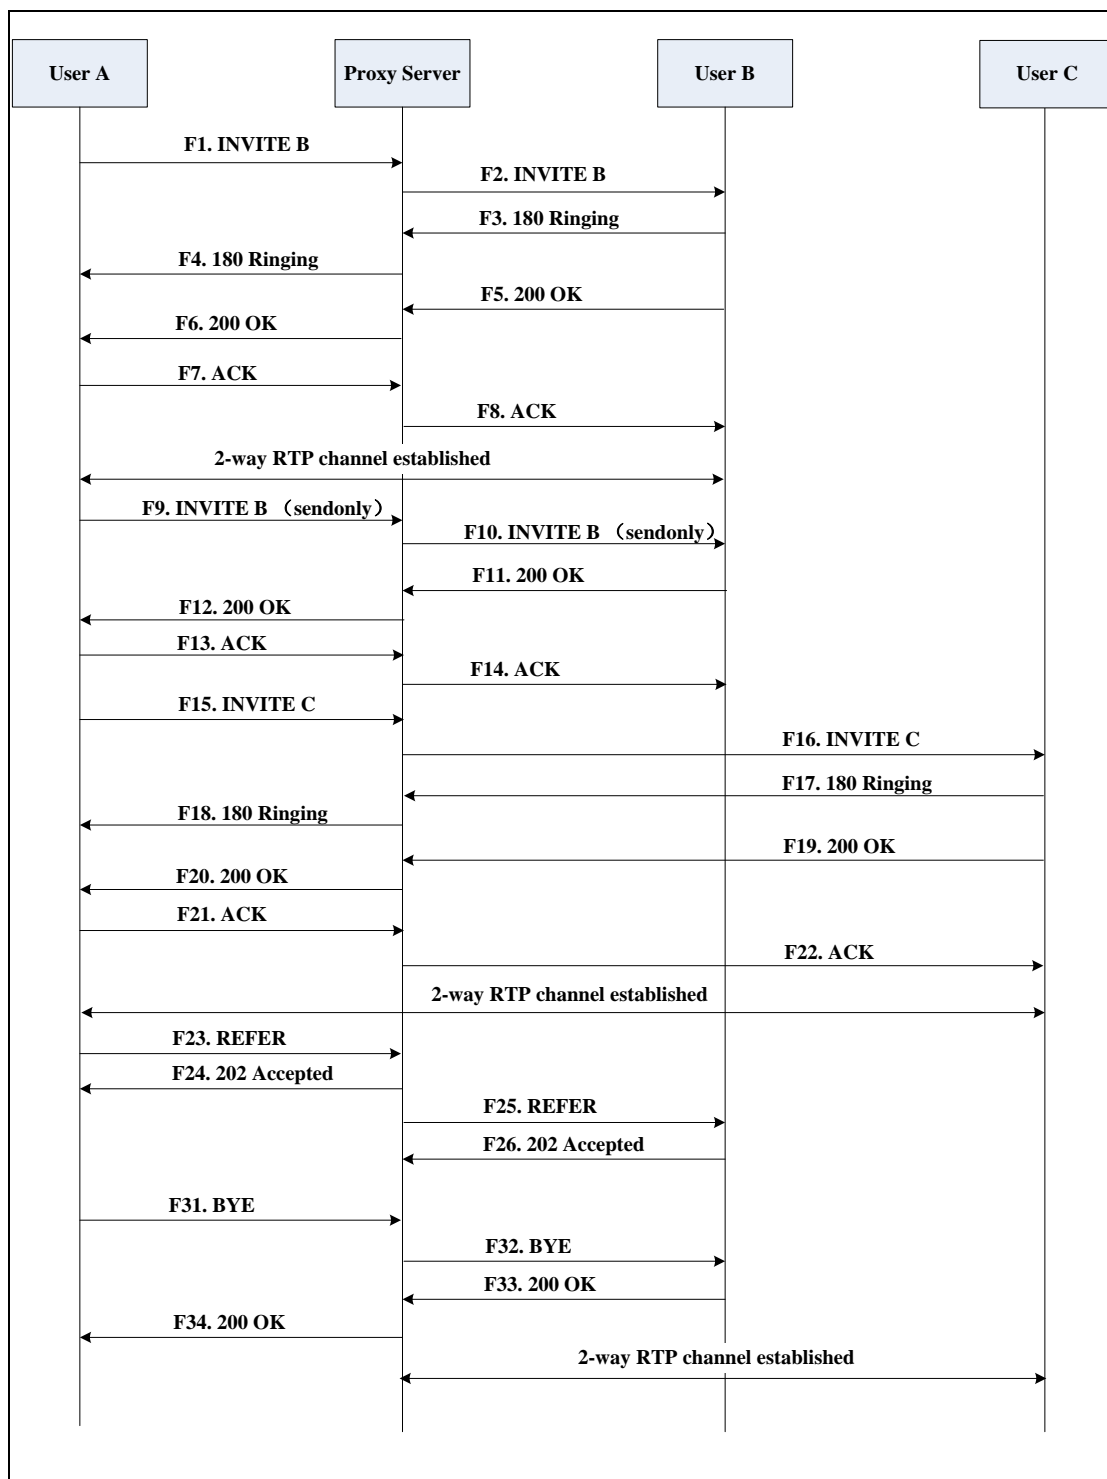 User A
Proxy Server
User B
User C
F1. INVITE B
F2. INVITE B
F3. 180 Ringing
F4. 180 Ringing
F5. 200 OK
F6. 200 OK
F7. ACK
F8. ACK
2-way RTP channel established
F9. INVITE B （sendonly）
F10. INVITE B （sendonly）
F11. 200 OK
F12. 200 OK
F13. ACK
F14. ACK
F15. INVITE C
F16. INVITE C
F17. 180 Ringing
F18. 180 Ringing
F19. 200 OK
F20. 200 OK
F21. ACK
F22. ACK
2-way RTP channel established
F23. REFER
F24. 202 Accepted
F25. REFER
F26. 202 Accepted
F31. BYE
F32. BYE
F33. 200 OK
F34. 200 OK
2-way RTP channel established